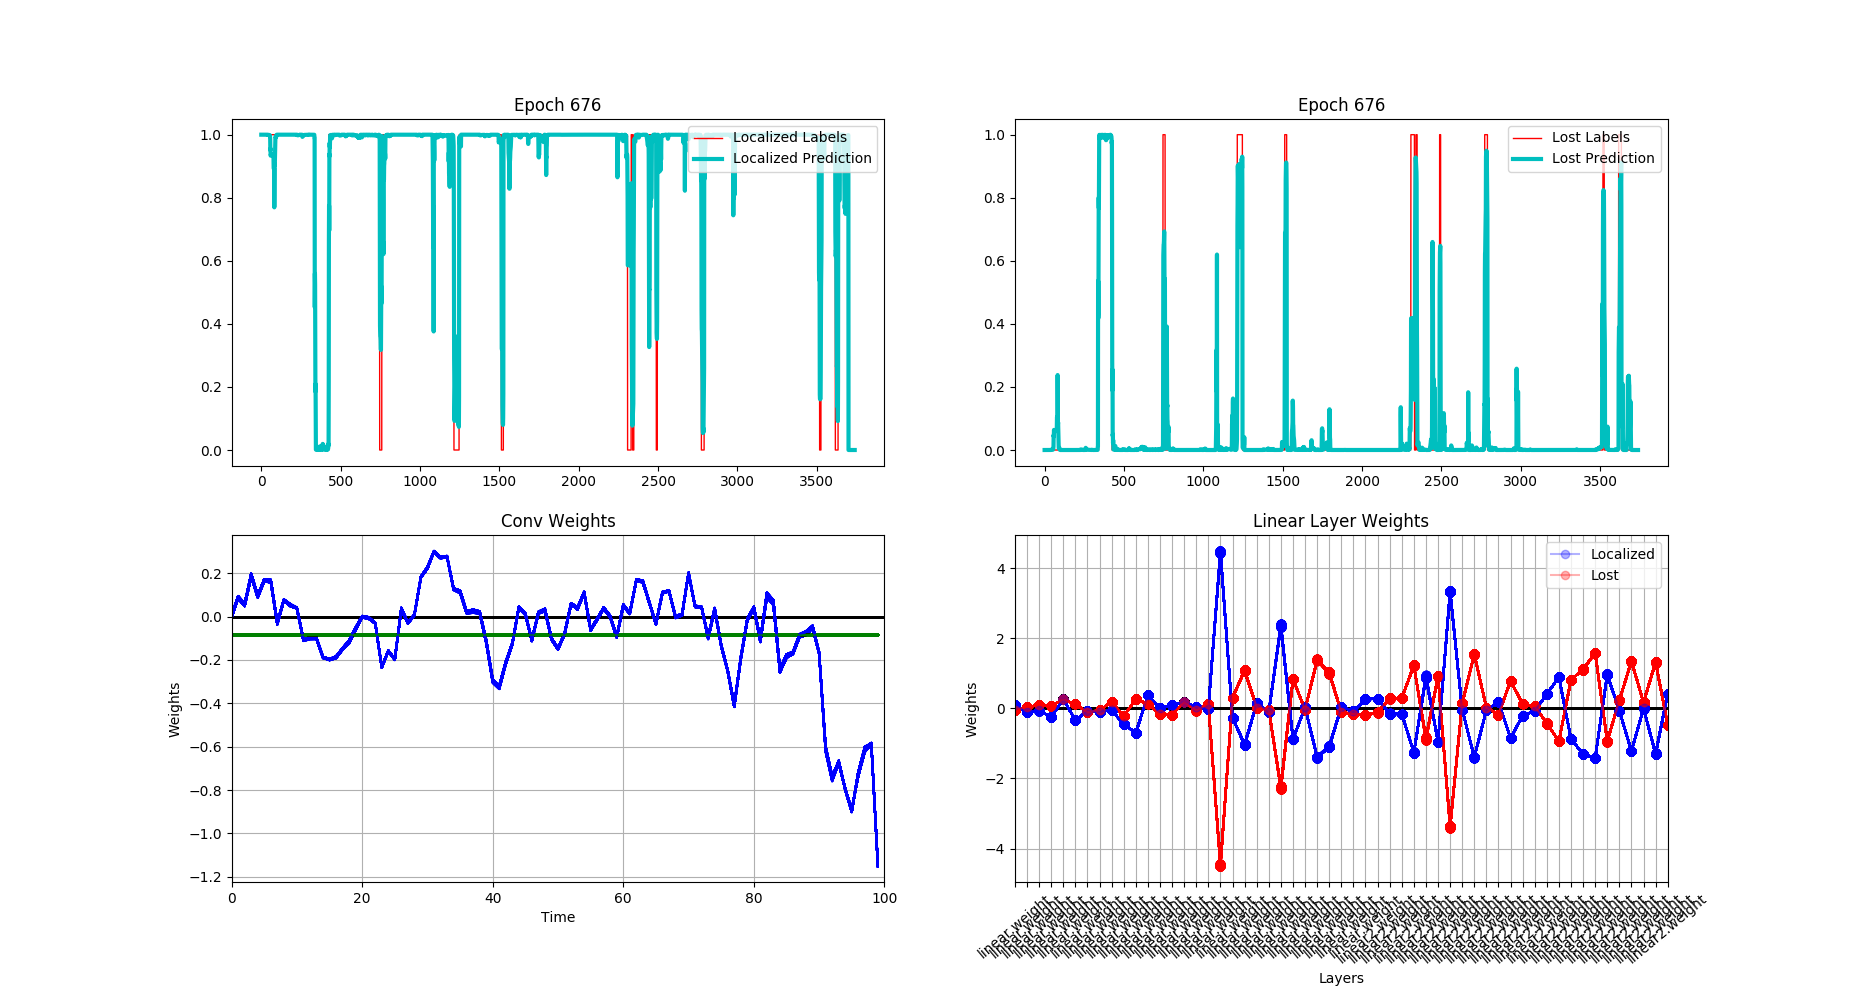 Epoch 676
Localized Labels
Localized Prediction
1.0
0.8
0.6
0.4
0.2
0.0
0 500 1000 1500 2000 2500 3000 3500
Epoch 676
Lost Labels
Lost Prediction
1.0
0.8
0.6
0.4
0.2
0.0
0 500 1000 1500 2000 2500 3000 3500
Conv Weights
Weights
0.2
0.0
−0.2
−0.4
−0.6
−0.8
−1.0
−1.2
0 20 40 60 80 100
Time
Linear Layer Weights
Localized
Lost
Weights
4
2
0
−2
−4
linear.weight
linear2.weight
Layers